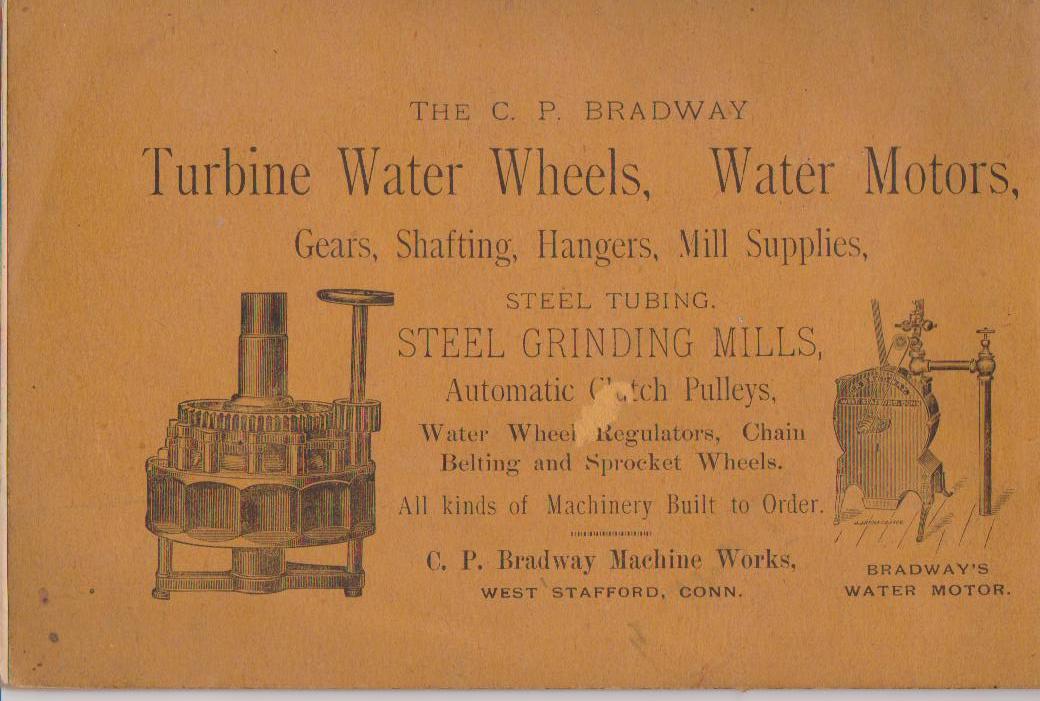 THE C. P. BRADWAY
Turbine Water Wheels, Water Motors,
Gears, Shafting, Hangers, Mill Supplies,
STEEL TUBING.
STEEL GRINDING MILLS,
Automatic Clutch Pulleys,
Water Wheel Regulators, Chain
Belting and Sprocket Wheels.
All kinds of Machinery Built to Order.
C. P. Bradway Machine Works,
WEST STAFFORD, CONN.
BRADWAY'S
WATER MOTOR.